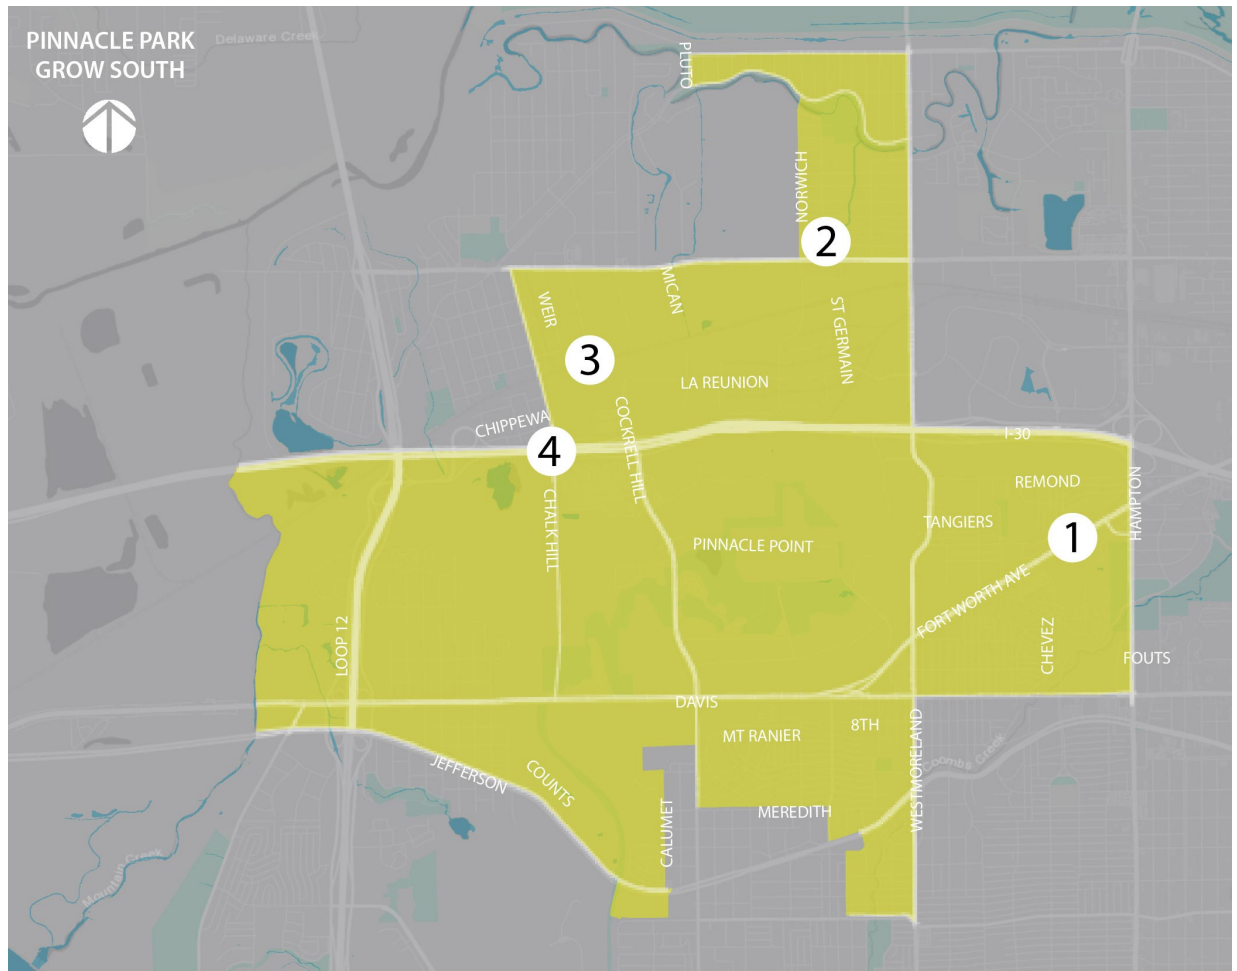 PINNACLE PARK
GROW SOUTH
Delaware Creek
PLUTO
NORWICH
2
MICAN
WEIR
ST GERMAIN
3
LA REUNION
COCKRELL HILL
CHIPPEWA
I-30
4
REMOND
HAMPTON
CHALK HILL
TANGIERS
1
PINNACLE POINT
FORT WORTH AVE
LOOP 12
CHEVEZ
FOUTS
DAVIS
8TH
WESTMORELAND
MT RANIER
Coombs Creek
JEFFERSON
COUNTS
MEREDITH
CALUMET
Mountain Creek